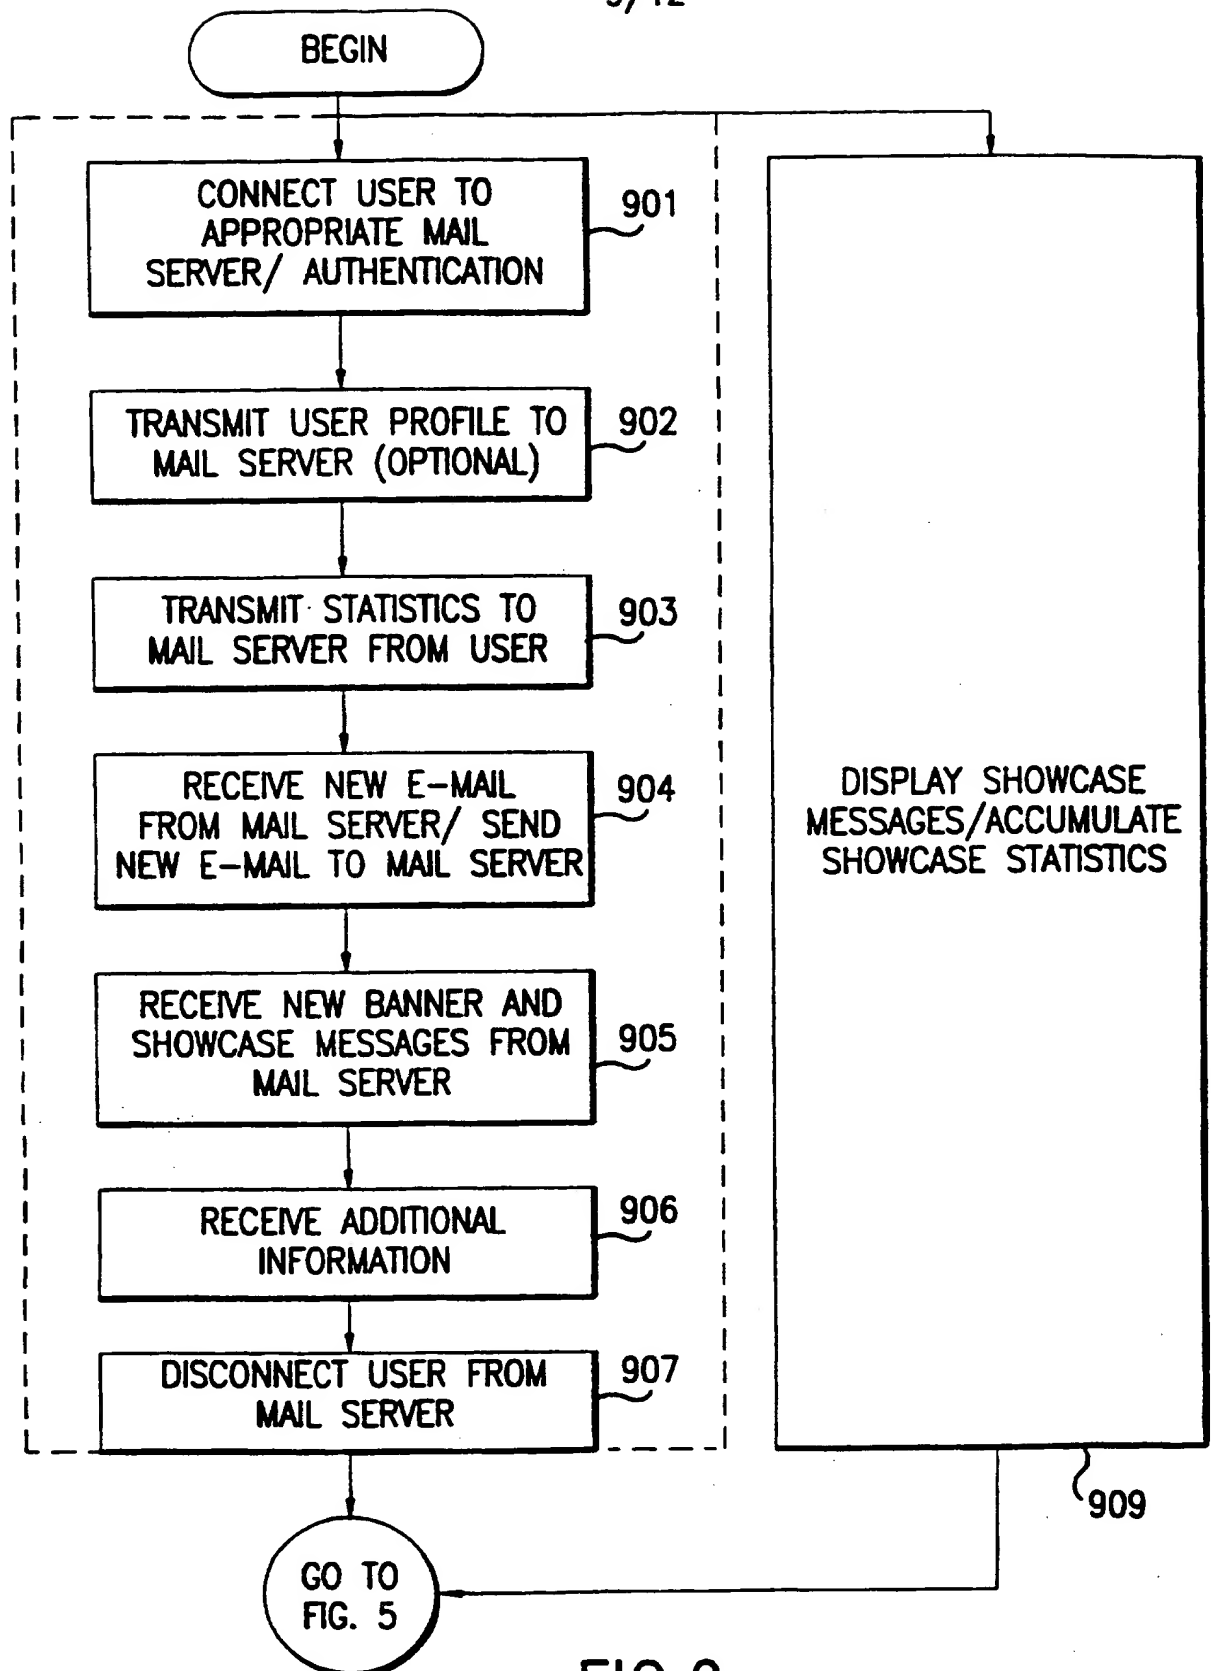 BEGIN
CONNECT USER TO
APPROPRIATE MAIL
SERVER/ AUTHENTICATION
901
TRANSMIT USER PROFILE TO
MAIL SERVER (OPTIONAL)
902
TRANSMIT STATISTICS TO
MAIL SERVER FROM USER
903
RECEIVE NEW E-MAIL
FROM MAIL SERVER/ SEND
NEW E-MAIL TO MAIL SERVER
904
RECEIVE NEW BANNER AND
SHOWCASE MESSAGES FROM
MAIL SERVER
905
RECEIVE ADDITIONAL
INFORMATION
906
DISCONNECT USER FROM
MAIL SERVER
907
DISPLAY SHOWCASE
MESSAGES/ACCUMULATE
SHOWCASE STATISTICS
909
GO TO
FIG. 5